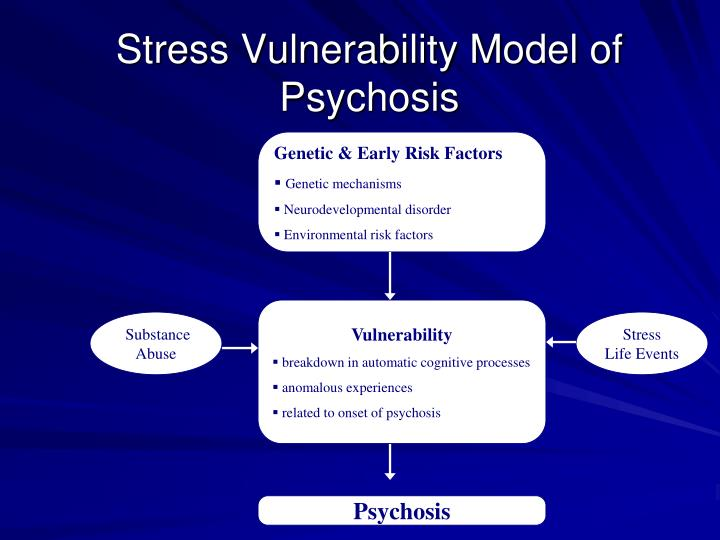 Stress Vulnerability Model of
Psychosis
Genetic & Early Risk Factors
▪ Genetic mechanisms
▪ Neurodevelopmental disorder
▪ Environmental risk factors
Substance
Abuse
Vulnerability
▪ breakdown in automatic cognitive processes
▪ anomalous experiences
▪ related to onset of psychosis
Stress
Life Events
Psychosis